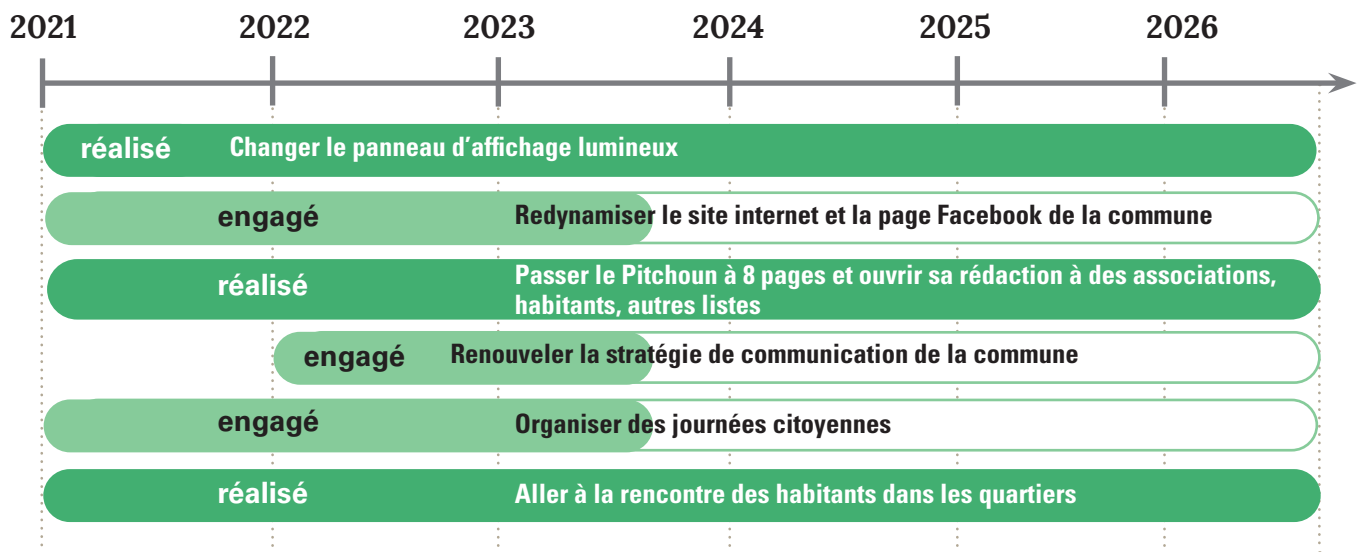 2021 2022 2023 2024 2025 2026
réalisé Changer le panneau d’affichage lumineux
engagé Redynamiser le site internet et la page Facebook de la commune
réalisé Passer le Pitchoun à 8 pages et ouvrir sa rédaction à des associations,
habitants, autres listes
engagé Renouveler la stratégie de communication de la commune
engagé Organiser des journées citoyennes
réalisé Aller à la rencontre des habitants dans les quartiers